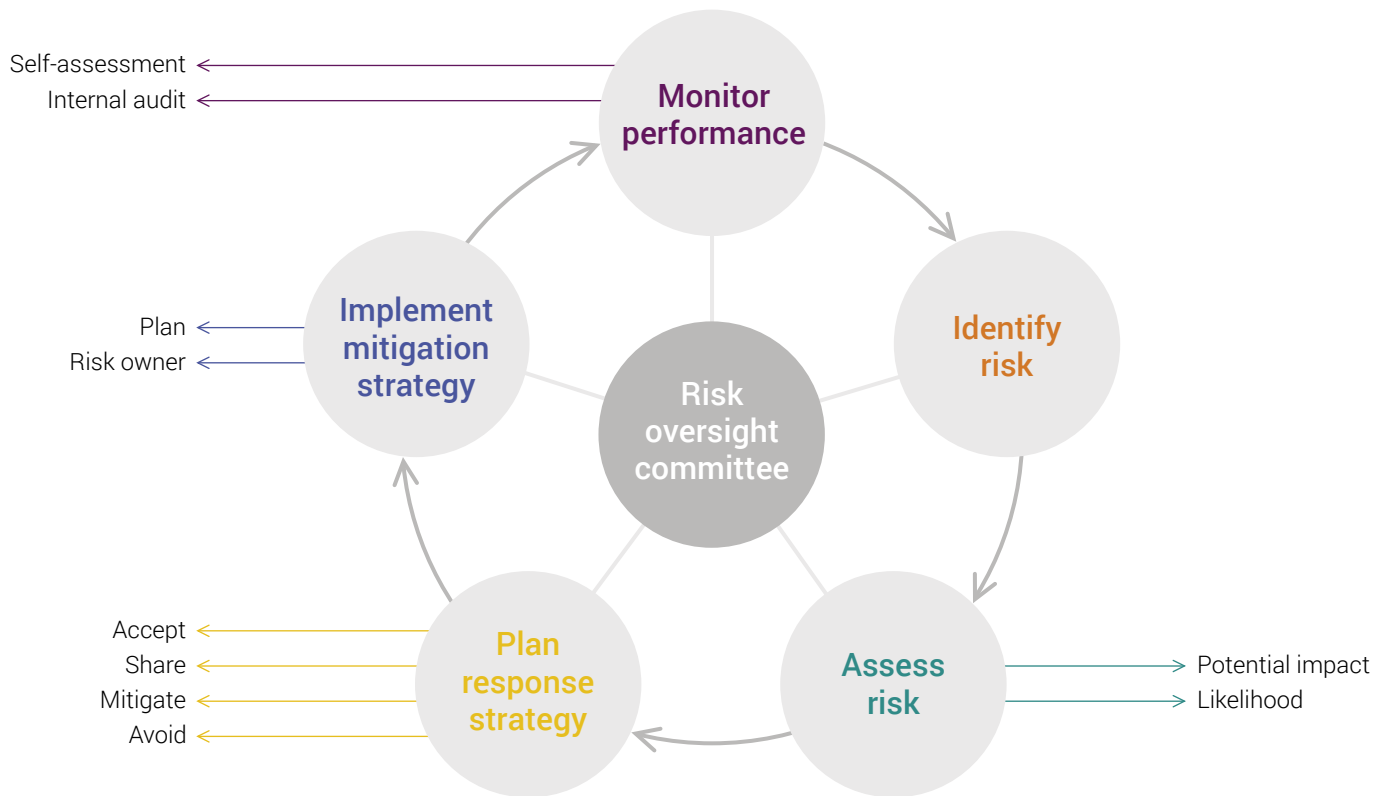 Self-assessment
Internal audit
Monitor
performance
Implement
mitigation
strategy
Plan
Risk owner
Identify
risk
Risk
oversight
committee
Accept
Share
Mitigate
Avoid
Plan
response
strategy
Assess
risk
Potential impact
Likelihood